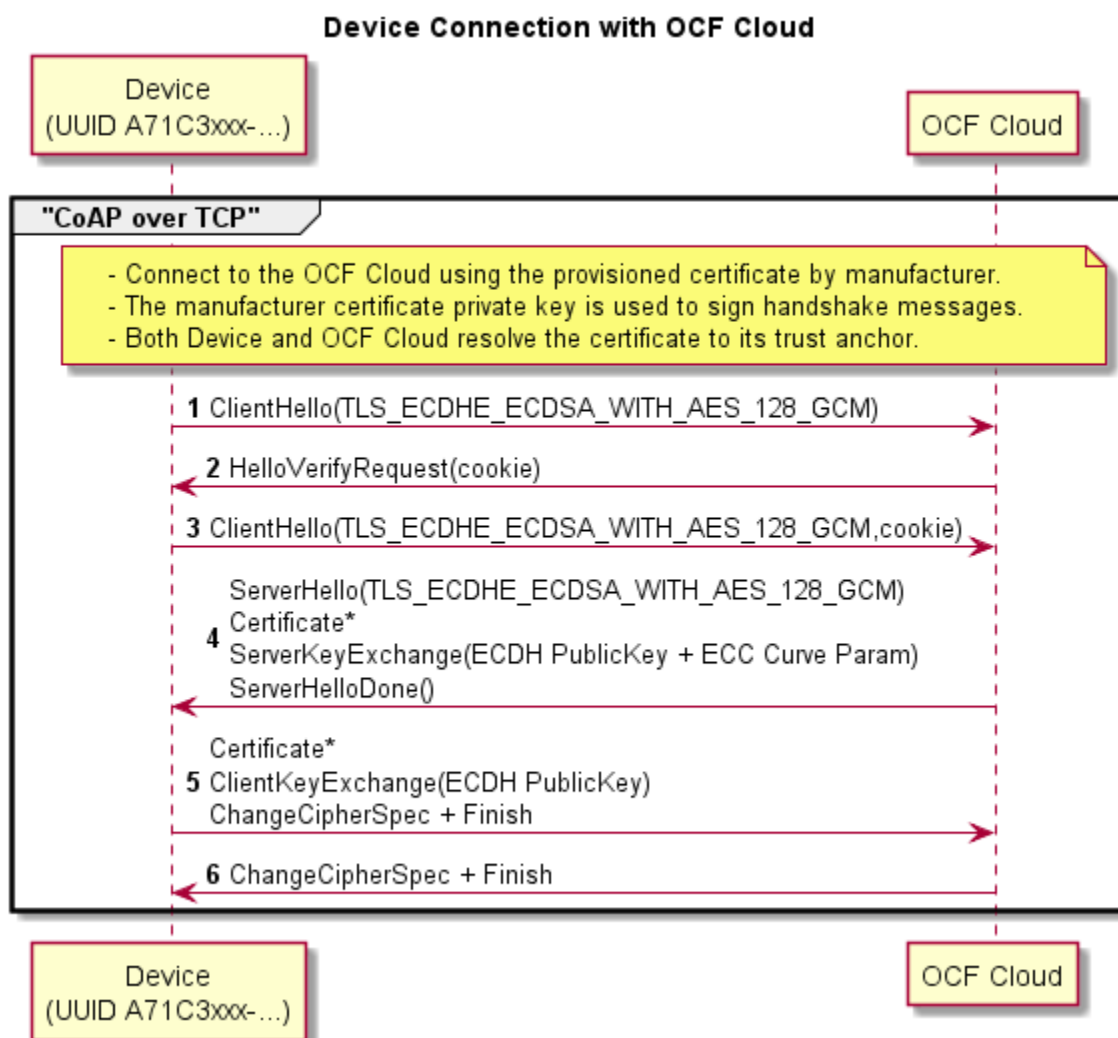 Device Connection with OCF Cloud
Device
(UUID A71C3xxx-...)
OCF Cloud
"CoAP over TCP"
- Connect to the OCF Cloud using the provisioned certificate by manufacturer.
- The manufacturer certificate private key is used to sign handshake messages.
- Both Device and OCF Cloud resolve the certificate to its trust anchor.
1 ClientHello(TLS_ECDHE_ECDSA_WITH_AES_128_GCM)
2 HelloVerifyRequest(cookie)
3 ClientHello(TLS_ECDHE_ECDSA_WITH_AES_128_GCM,cookie)
ServerHello(TLS_ECDHE_ECDSA_WITH_AES_128_GCM)
Certificate*
4 ServerKeyExchange(ECDH PublicKey + ECC Curve Param)
ServerHelloDone()
Certificate*
5 ClientKeyExchange(ECDH PublicKey)
ChangeCipherSpec + Finish
6 ChangeCipherSpec + Finish
Device
(UUID A71C3xxx-...)
OCF Cloud